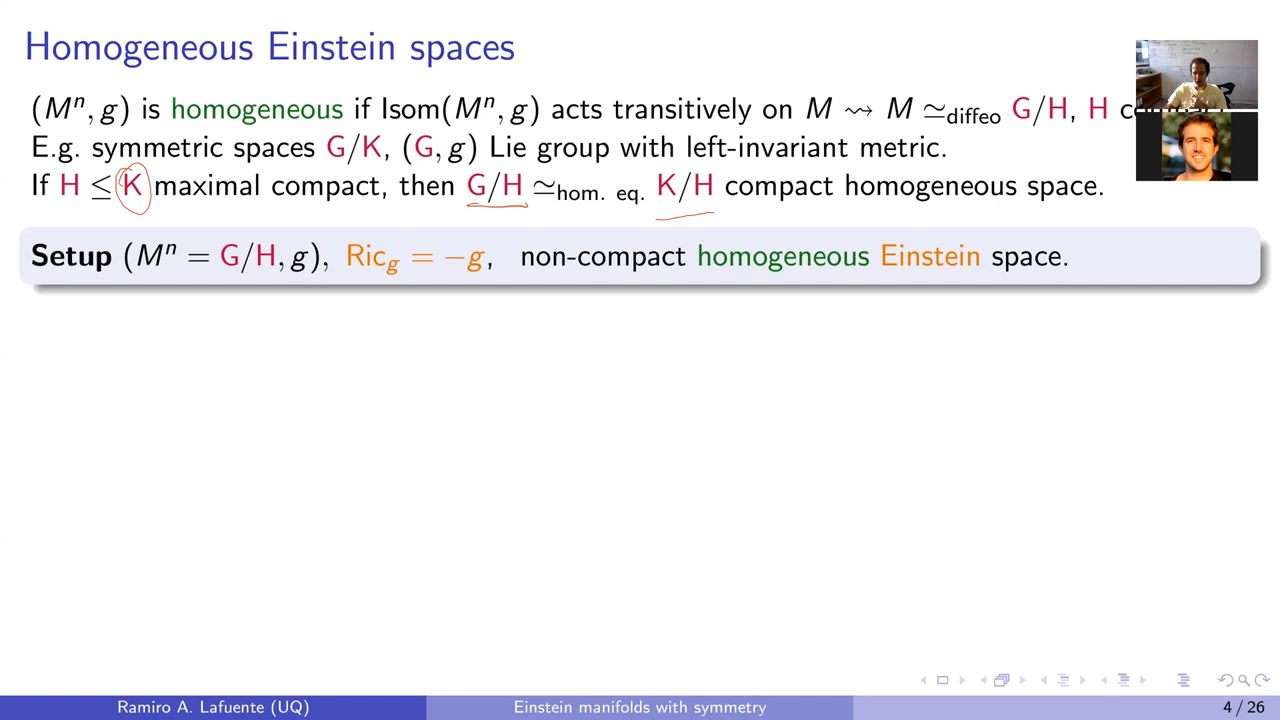 Homogeneous Einstein spaces
(Mⁿ, g) is homogeneous if Isom(Mⁿ, g) acts transitively on M ⇝ M ≃_diffeo G/H, H
E.g. symmetric spaces G/K, (G, g) Lie group with left-invariant metric.
If H ≤ K maximal compact, then G/H ≃_hom. eq. K/H compact homogeneous space.
Setup (Mⁿ = G/H, g), Ric_g = −g, non-compact homogeneous Einstein space.
Ramiro A. Lafuente (UQ) Einstein manifolds with symmetry 4 / 26